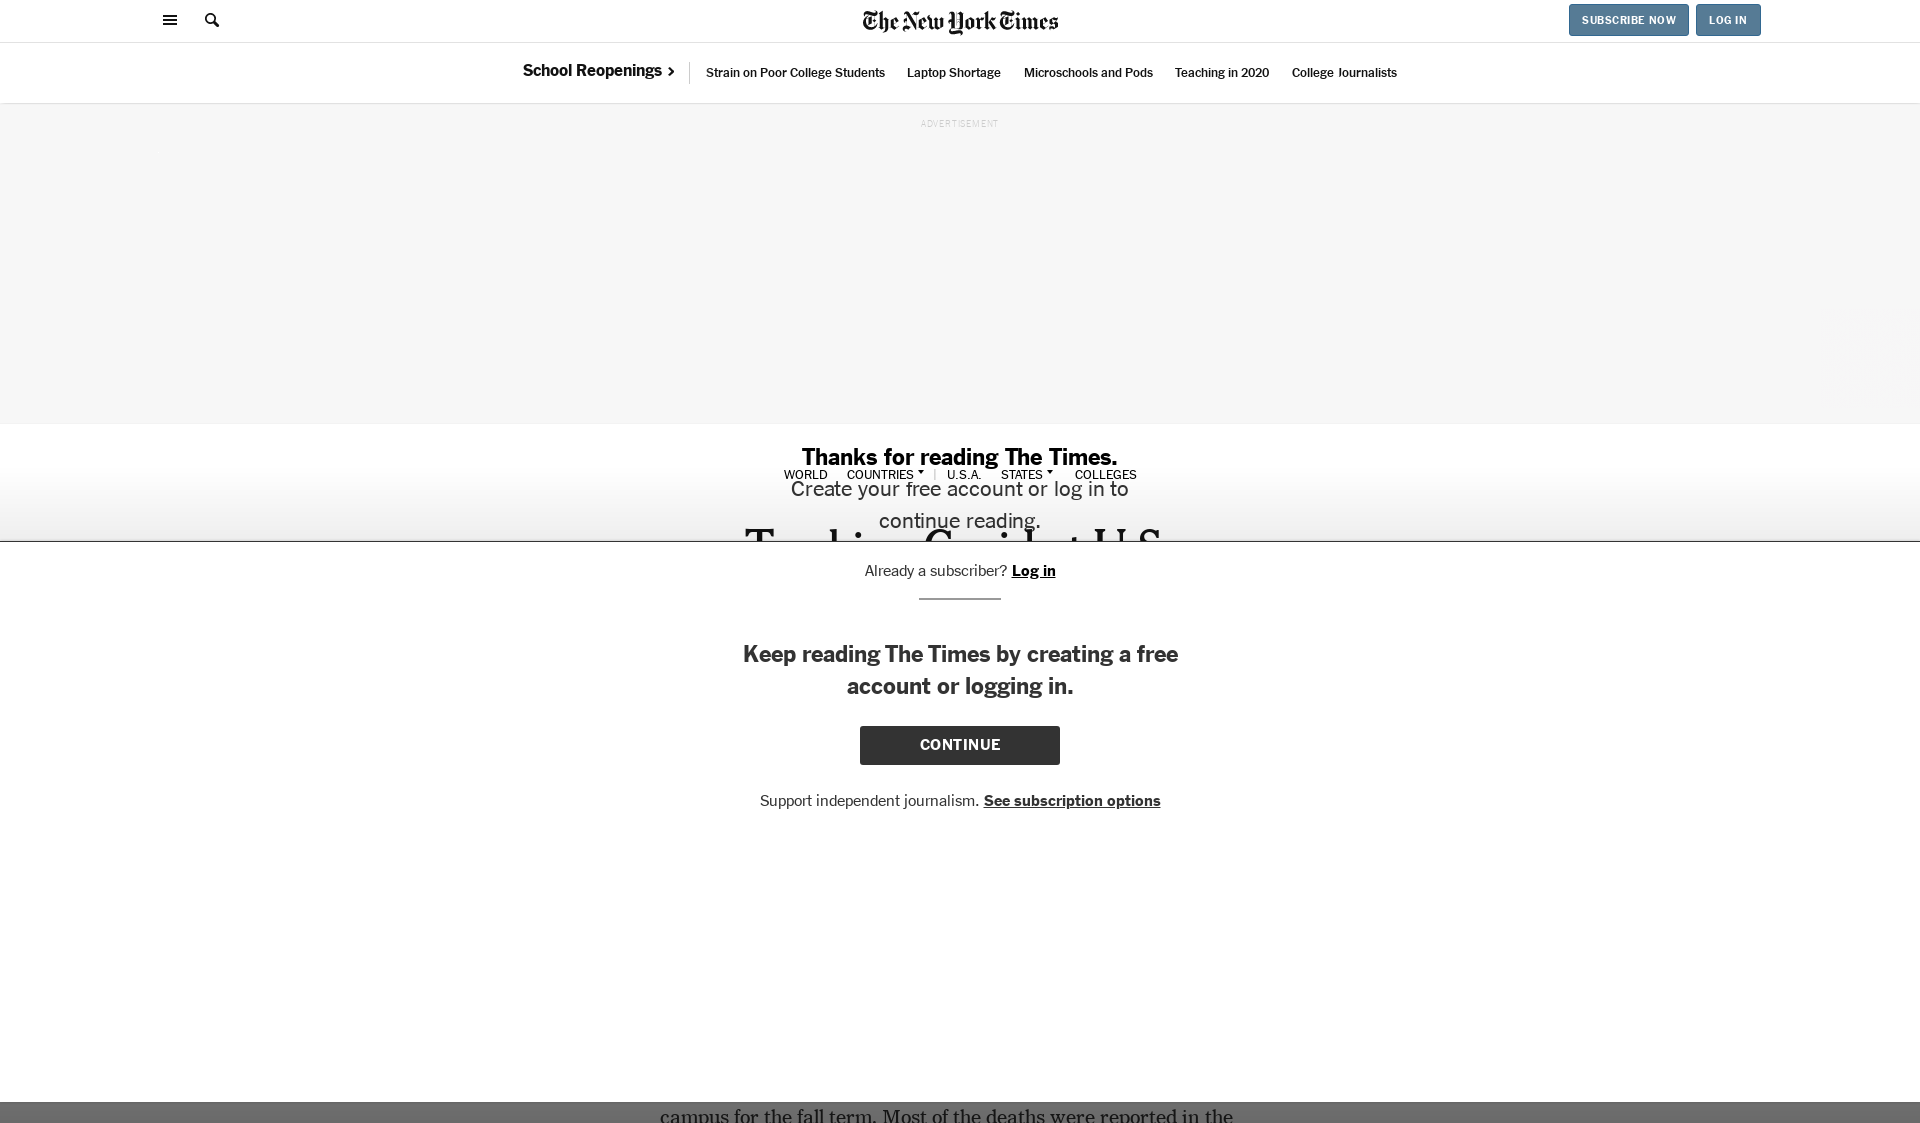 The New York Times
SUBSCRIBE NOW
LOG IN
School Reopenings
Strain on Poor College Students
Laptop Shortage
Microschools and Pods
Teaching in 2020
College Journalists
ADVERTISEMENT
Thanks for reading The Times.
WORLD COUNTRIES U.S.A. STATES COLLEGES
Create your free account or log in to
continue reading.
Already a subscriber? Log in
Keep reading The Times by creating a free
account or logging in.
CONTINUE
Support independent journalism. See subscription options
campus for the fall term. Most of the deaths were reported in the